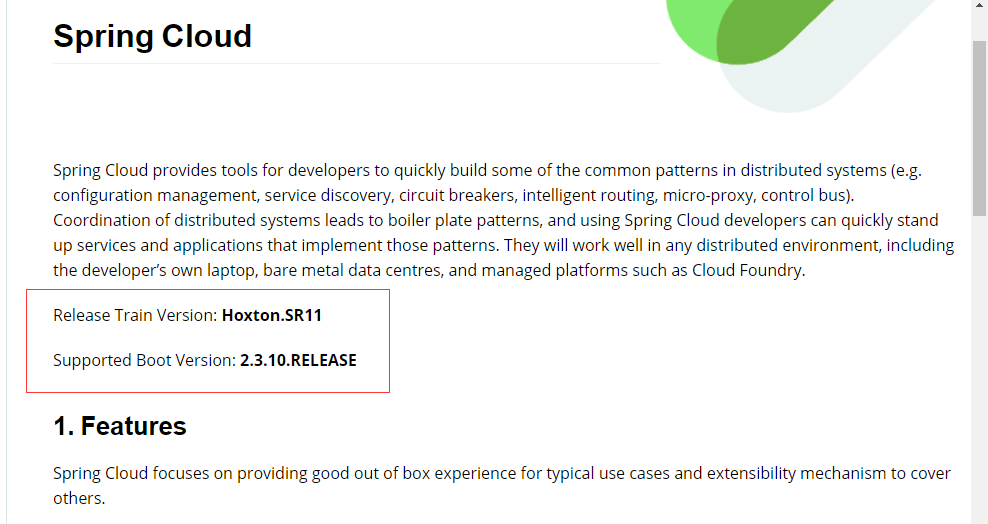 Spring Cloud
Spring Cloud provides tools for developers to quickly build some of the common patterns in distributed systems (e.g.
configuration management, service discovery, circuit breakers, intelligent routing, micro-proxy, control bus).
Coordination of distributed systems leads to boiler plate patterns, and using Spring Cloud developers can quickly stand
up services and applications that implement those patterns. They will work well in any distributed environment, including
the developer’s own laptop, bare metal data centres, and managed platforms such as Cloud Foundry.
Release Train Version: Hoxton.SR11
Supported Boot Version: 2.3.10.RELEASE
1. Features
Spring Cloud focuses on providing good out of box experience for typical use cases and extensibility mechanism to cover
others.